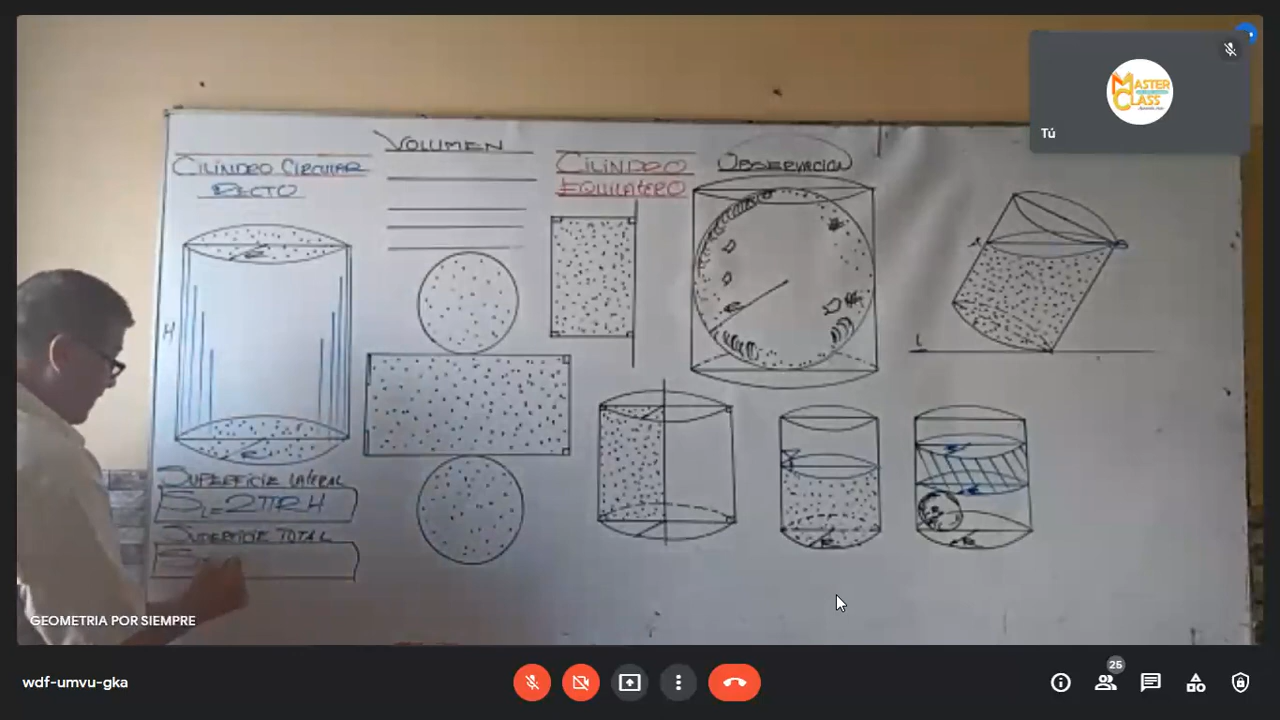 MASTER
CLASS
Tú
VOLUMEN
CILINDRO CIRCULAR
RECTO
CILINDRO
EQUILATERO
OBSERVACION
H
R
R
SUPERFICIE LATERAL
S_L=2πRH
SUPERFICIE TOTAL
A
B
L
R
R
GEOMETRIA POR SIEMPRE
wdf-umvu-gka
25